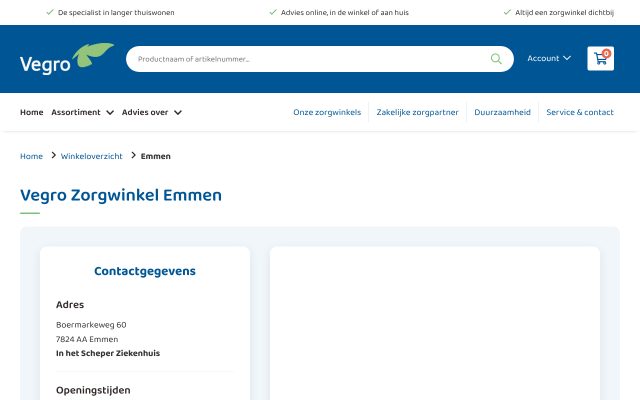 De specialist in langer thuiswonen
Advies online, in de winkel of aan huis
Altijd een zorgwinkel dichtbij
Vegro
Productnaam of artikelnummer...
Account
0
Home
Assortiment
Advies over
Onze zorgwinkels
Zakelijke zorgpartner
Duurzaamheid
Service & contact
Home
Winkeloverzicht
Emmen
Vegro Zorgwinkel Emmen
Contactgegevens
Adres
Boermarkeweg 60
7824 AA Emmen
In het Scheper Ziekenhuis
Openingstijden